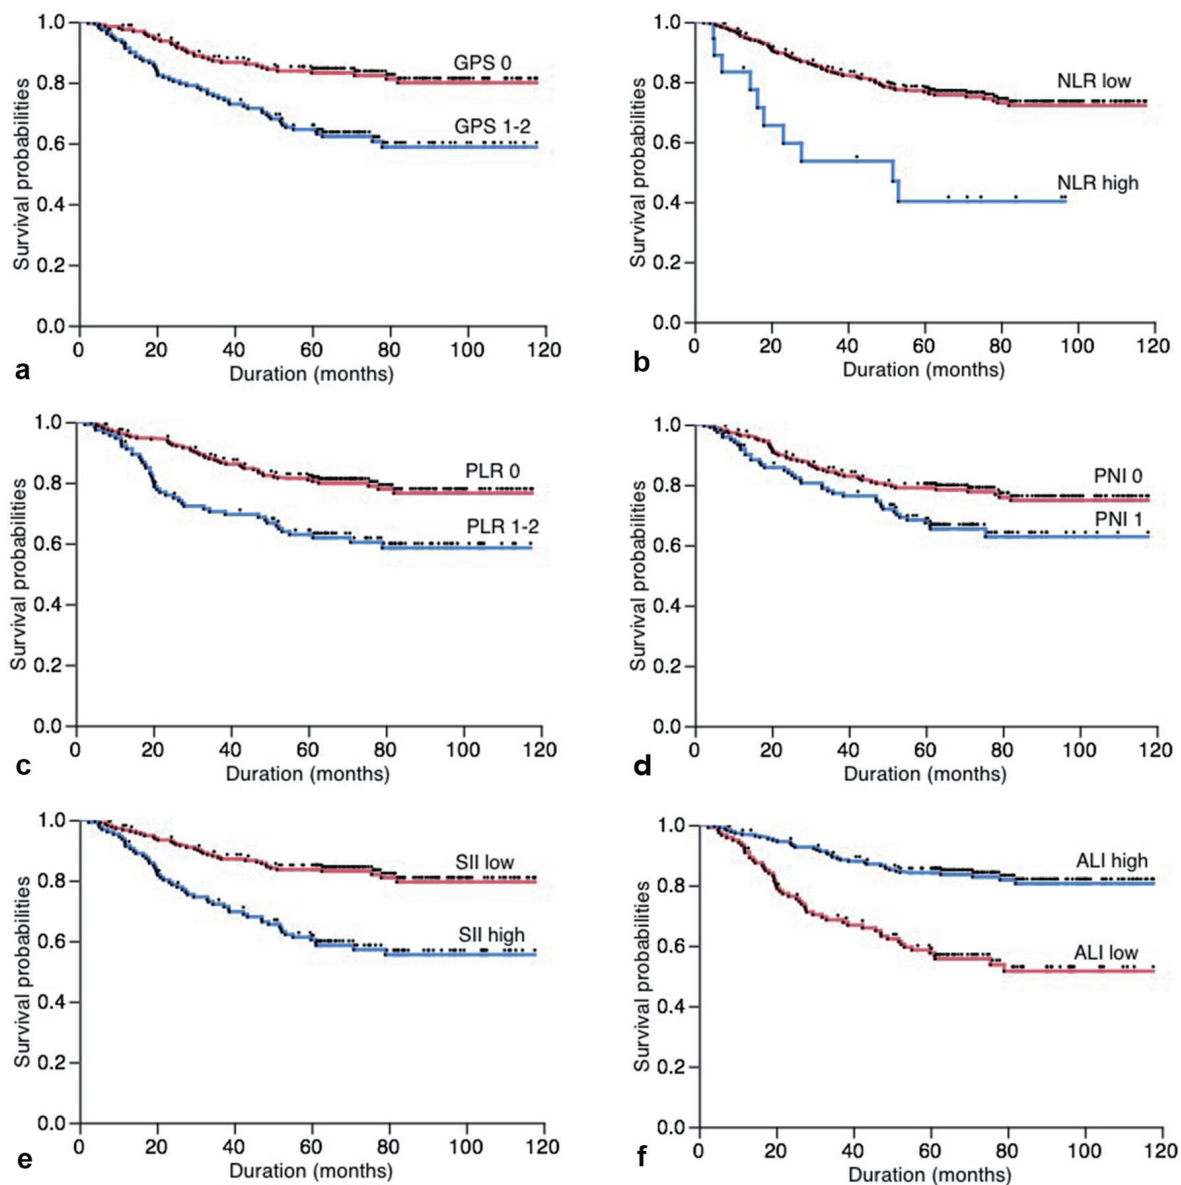 1.0
0.8
0.6
0.4
0.2
0.0
Survival probabilities
GPS 0
GPS 1-2
0 20 40 60 80 100 120
Duration (months)
a
1.0
0.8
0.6
0.4
0.2
0.0
Survival probabilities
NLR low
NLR high
0 20 40 60 80 100 120
Duration (months)
b
1.0
0.8
0.6
0.4
0.2
0.0
Survival probabilities
PLR 0
PLR 1-2
0 20 40 60 80 100 120
Duration (months)
c
1.0
0.8
0.6
0.4
0.2
0.0
Survival probabilities
PNI 0
PNI 1
0 20 40 60 80 100 120
Duration (months)
d
1.0
0.8
0.6
0.4
0.2
0.0
Survival probabilities
SII low
SII high
0 20 40 60 80 100 120
Duration (months)
e
1.0
0.8
0.6
0.4
0.2
0.0
Survival probabilities
ALI high
ALI low
0 20 40 60 80 100 120
Duration (months)
f